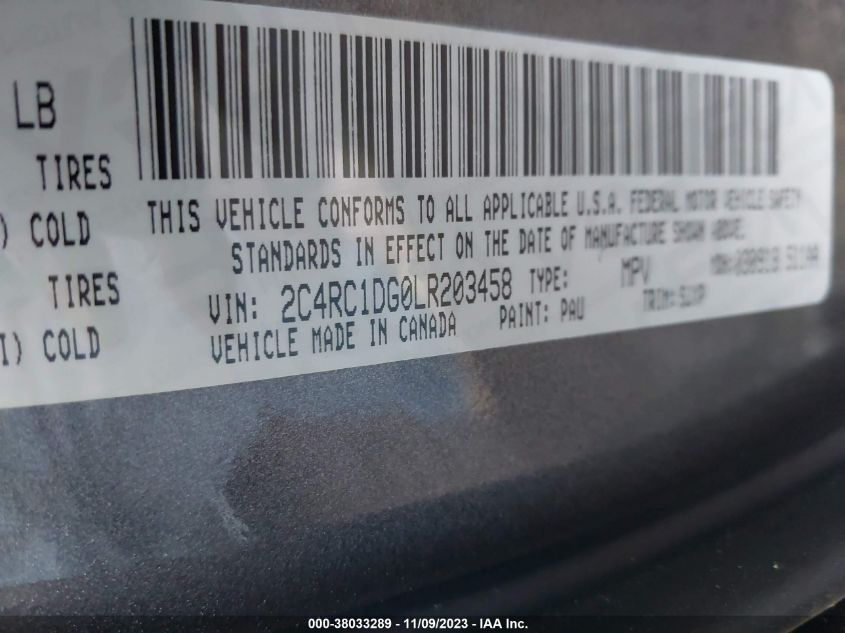 LB
TIRES
) COLD
TIRES
I) COLD
THIS VEHICLE CONFORMS TO ALL APPLICABLE U.S.A. FEDERAL MOTOR VEHICLE SAFETY
STANDARDS IN EFFECT ON THE DATE OF MANUFACTURE SHOWN ABOVE.
VIN: 2C4RC1DG0LR203458 TYPE: MPV
VEHICLE MADE IN CANADA PAINT: PAU TRIM:
000-38033289 - 11/09/2023 - IAA Inc.